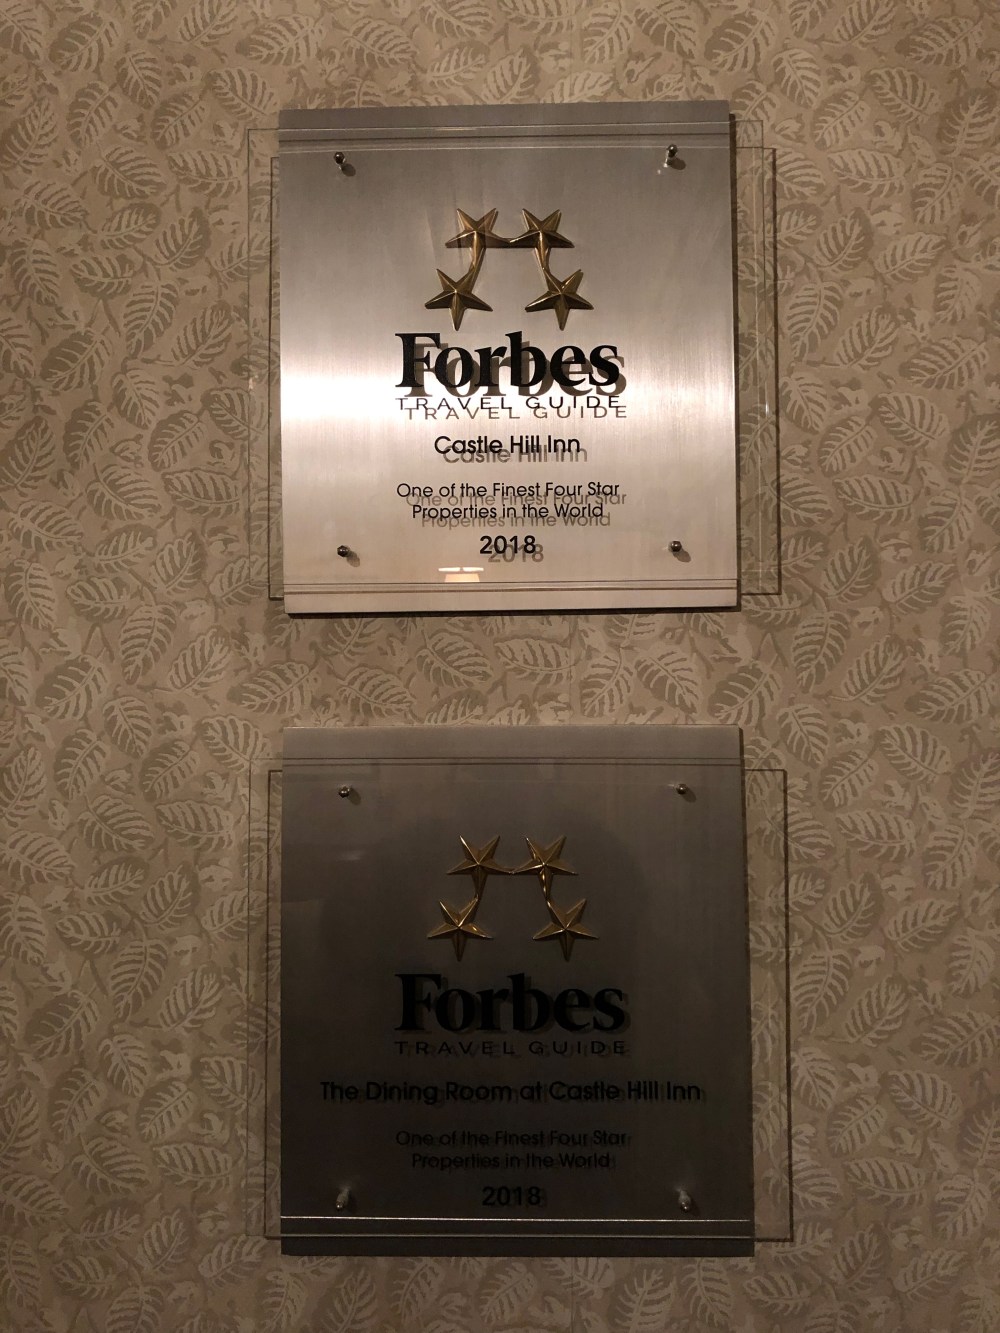 Forbes
TRAVEL GUIDE
Castle Hill Inn
One of the Finest Four Star
Properties in the World
2018
Forbes
TRAVEL GUIDE
The Dining Room at Castle Hill Inn
One of the Finest Four Star
Properties in the World
2018